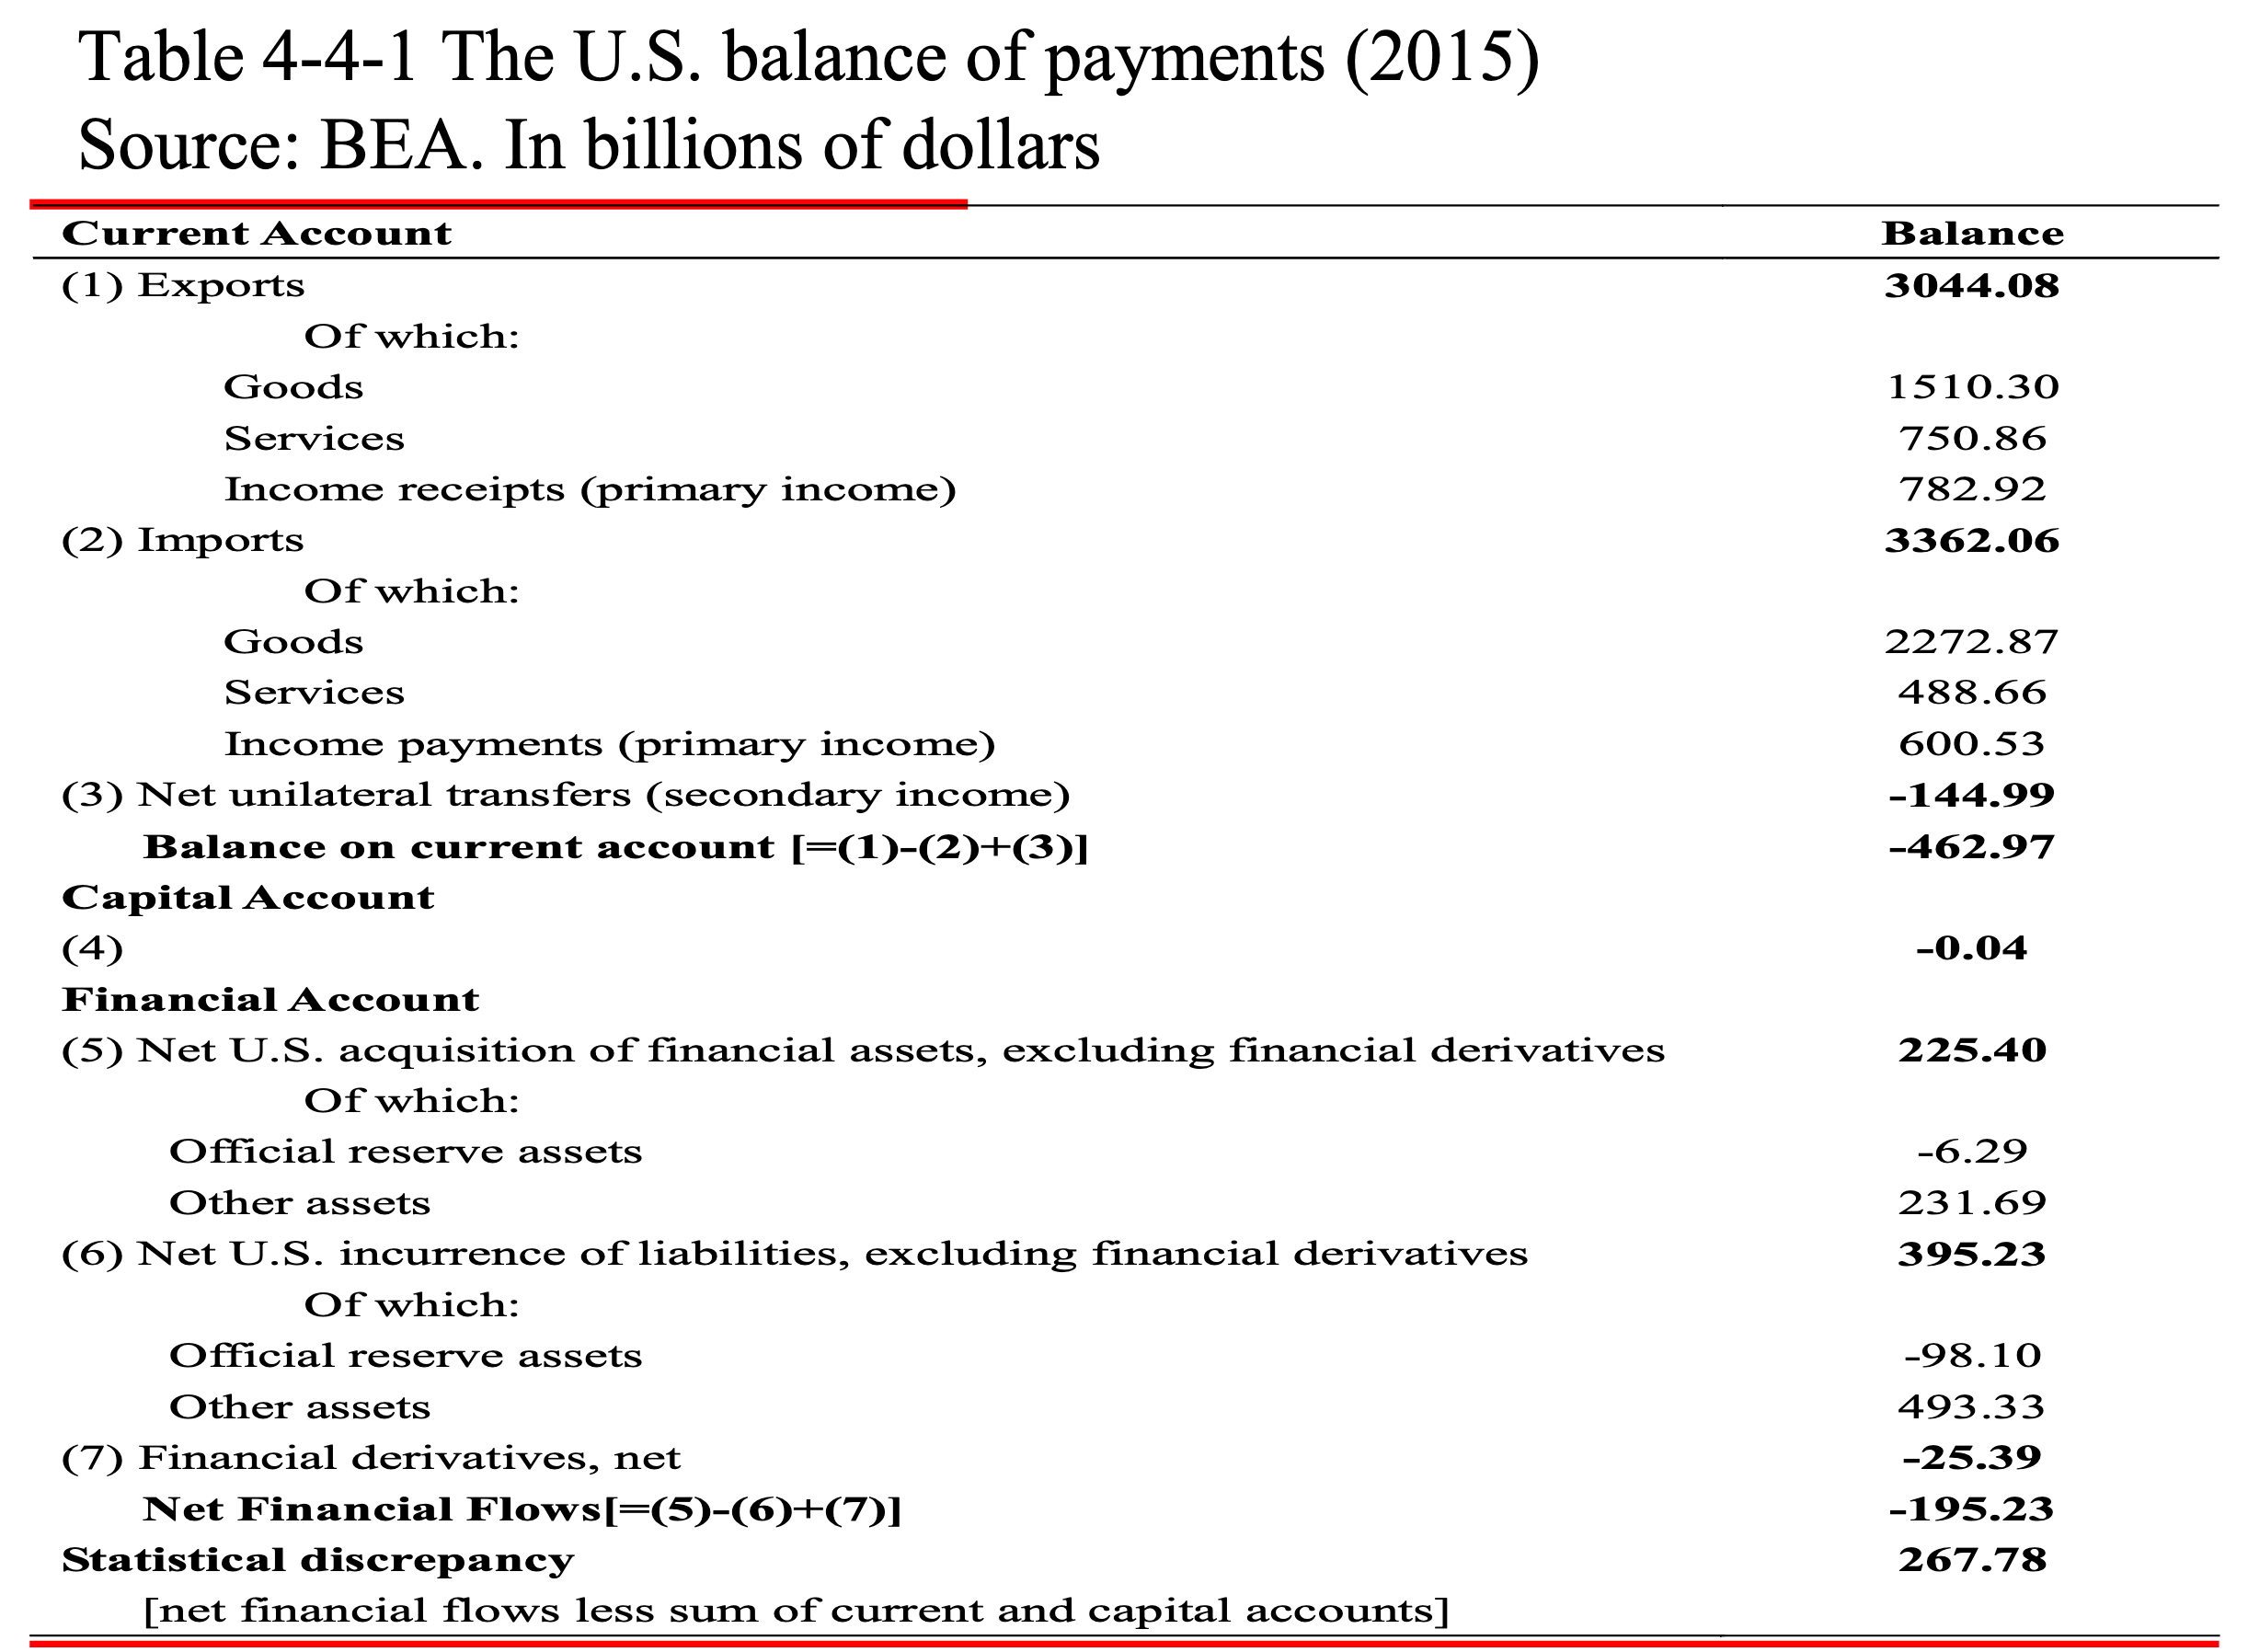 Table 4-4-1 The U.S. balance of payments (2015)
Source: BEA. In billions of dollars
Current Account Balance
(1) Exports 3044.08
Of which:
Goods 1510.30
Services 750.86
Income receipts (primary income) 782.92
(2) Imports 3362.06
Of which:
Goods 2272.87
Services 488.66
Income payments (primary income) 600.53
(3) Net unilateral transfers (secondary income) -144.99
Balance on current account [=(1)-(2)+(3)] -462.97
Capital Account
(4) -0.04
Financial Account
(5) Net U.S. acquisition of financial assets, excluding financial derivatives 225.40
Of which:
Official reserve assets -6.29
Other assets 231.69
(6) Net U.S. incurrence of liabilities, excluding financial derivatives 395.23
Of which:
Official reserve assets -98.10
Other assets 493.33
(7) Financial derivatives, net -25.39
Net Financial Flows[=(5)-(6)+(7)] -195.23
Statistical discrepancy 267.78
[net financial flows less sum of current and capital accounts]